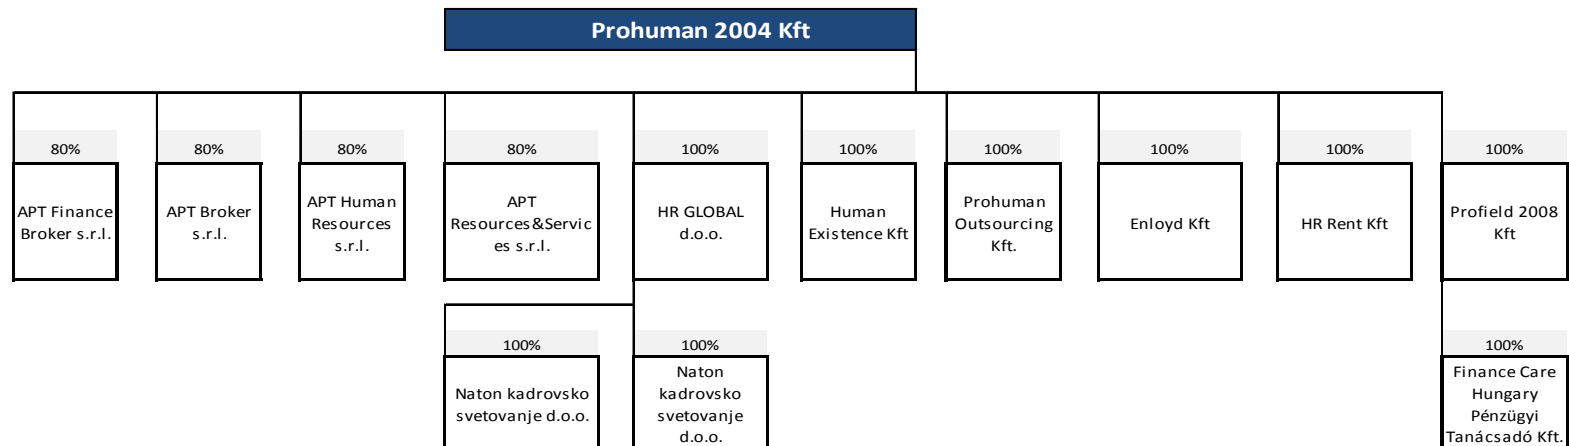 Prohuman 2004 Kft
80%
80%
80%
80%
100%
100%
100%
100%
100%
100%
APT Finance
Broker s.r.l.
APT Broker
s.r.l.
APT Human
Resources
s.r.l.
APT
Resources&Servic
es s.r.l.
HR GLOBAL
d.o.o.
Human
Existence Kft
Prohuman
Outsourcing
Kft.
Enloyd Kft
HR Rent Kft
Profield 2008
Kft
100%
100%
100%
Naton kadrovsko
svetovanje d.o.o.
Naton
kadrovsko
svetovanje
d.o.o.
Finance Care
Hungary
Pénzügyi
Tanácsadó Kft.